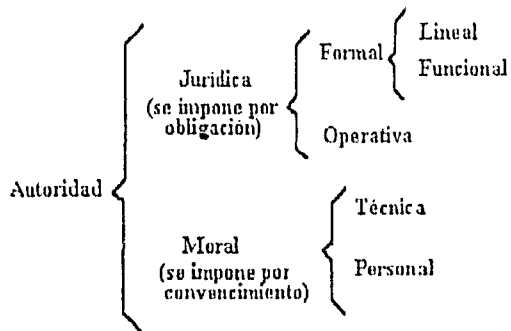 Autoridad
Jurídica
(se impone por
obligación)
Formal
Lineal
Funcional
Operativa
Moral
(se impone por
convencimiento)
Técnica
Personal